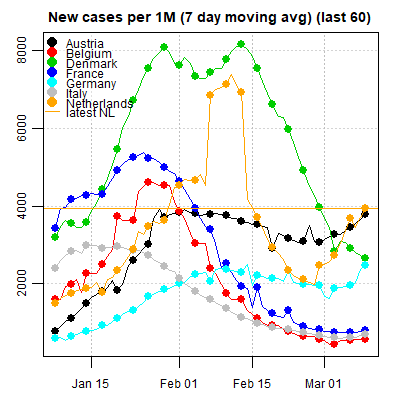 New cases per 1M (7 day moving avg) (last 60)
8000
6000
4000
2000
Austria
Belgium
Denmark
France
Germany
Italy
Netherlands
latest NL
Jan 15
Feb 01
Feb 15
Mar 01